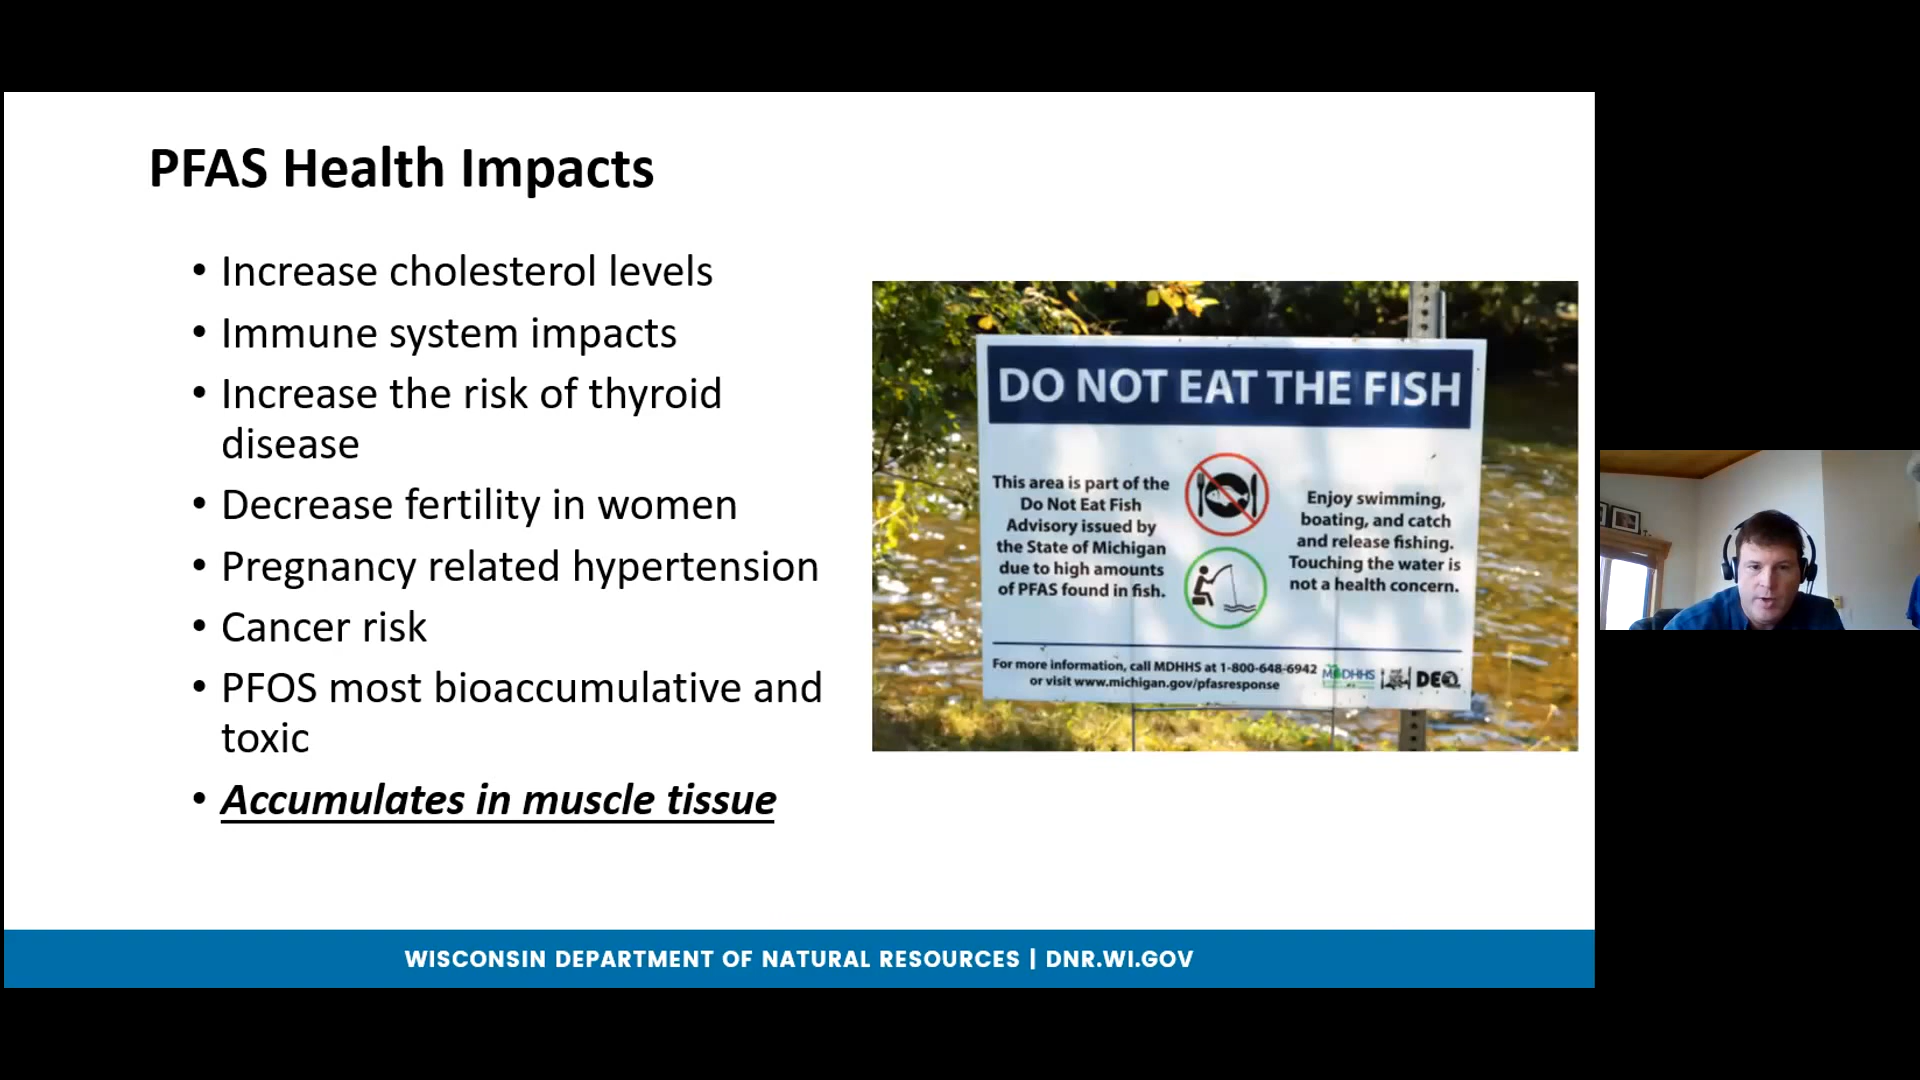 PFAS Health Impacts
• Increase cholesterol levels
• Immune system impacts
• Increase the risk of thyroid
disease
• Decrease fertility in women
• Pregnancy related hypertension
• Cancer risk
• PFOS most bioaccumulative and
toxic
• Accumulates in muscle tissue
DO NOT EAT THE FISH
This area is part of the
Do Not Eat Fish
Advisory issued by
the State of Michigan
due to high amounts
of PFAS found in fish.
Enjoy swimming,
boating, and catch
and release fishing.
Touching the water is
not a health concern.
For more information, call MDHHS at 1-800-648-6942
or visit www.michigan.gov/pfasresponse
MDHHS
DEQ
WISCONSIN DEPARTMENT OF NATURAL RESOURCES | DNR.WI.GOV